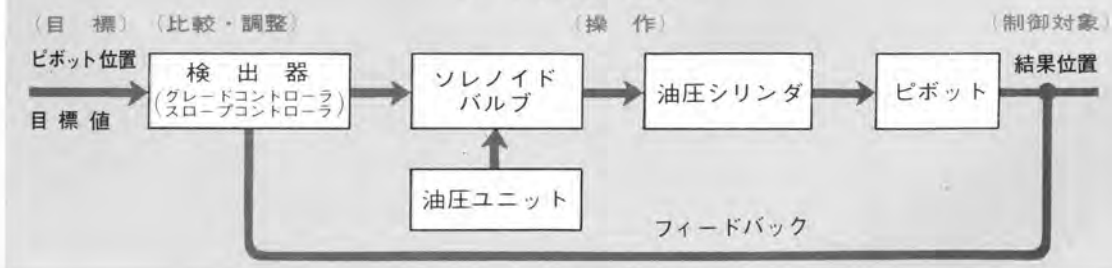 (目 標) (比較・調整) (操 作) (制御対象)
ピボット位置
目標値
検 出 器
(グレードコントローラ
スロープコントローラ)
ソレノイド
バルブ
油圧シリンダ
ピボット
結果位置
油圧ユニット
フィードバック